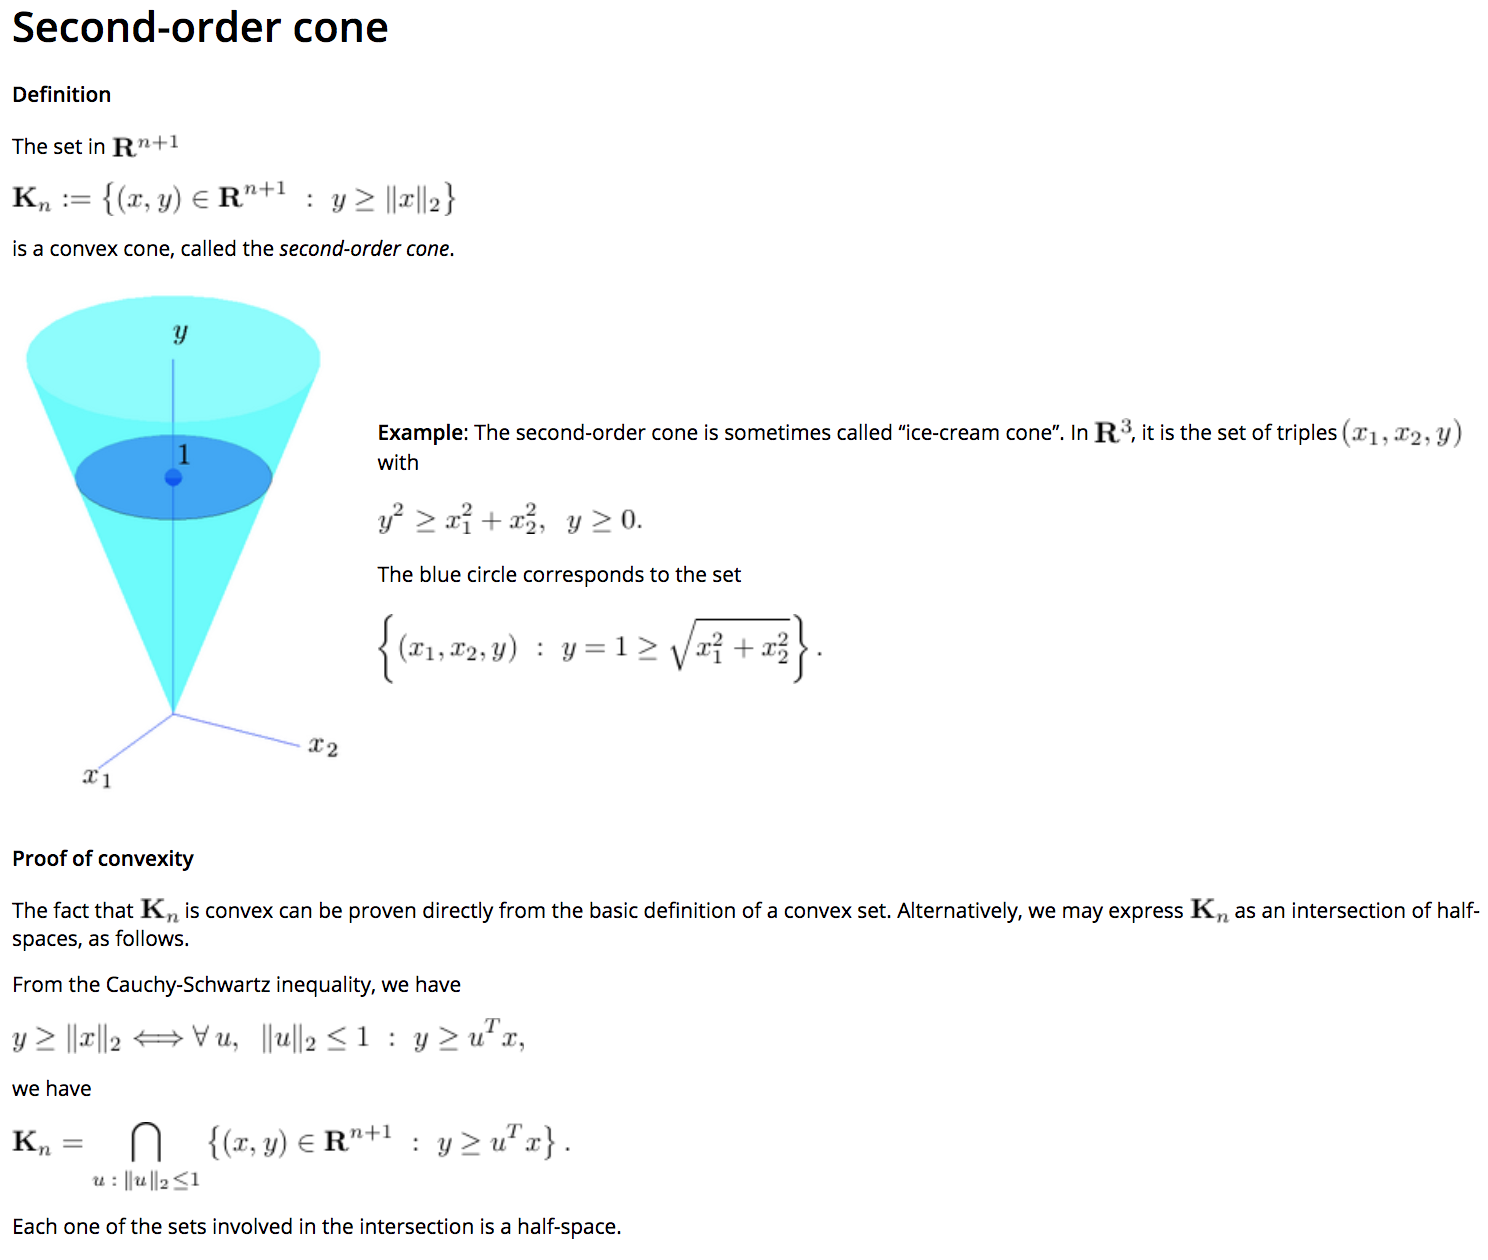 Second-order cone
Definition
The set in $\mathbf{R}^{n+1}$
$\mathbf{K}_n := \{(x, y) \in \mathbf{R}^{n+1} \ : \ y \geq \|x\|_2\}$
is a convex cone, called the second-order cone.
y
1
$x_2$
$x_1$
Example: The second-order cone is sometimes called “ice-cream cone”. In $\mathbf{R}^3$, it is the set of triples $(x_1, x_2, y)$
with
$y^2 \geq x_1^2 + x_2^2, \ \ y \geq 0.$
The blue circle corresponds to the set
$\left\{(x_1, x_2, y) \ : \ y = 1 \geq \sqrt{x_1^2 + x_2^2}\right\}.$
Proof of convexity
The fact that $\mathbf{K}_n$ is convex can be proven directly from the basic definition of a convex set. Alternatively, we may express $\mathbf{K}_n$ as an intersection of half-
spaces, as follows.
From the Cauchy-Schwartz inequality, we have
$y \geq \|x\|_2 \Longleftrightarrow \forall \, u, \ \ \|u\|_2 \leq 1 \ : \ y \geq u^T x,$
we have
$\mathbf{K}_n = \bigcap_{u \, : \, \|u\|_2 \leq 1} \{(x, y) \in \mathbf{R}^{n+1} \ : \ y \geq u^T x\}.$
Each one of the sets involved in the intersection is a half-space.